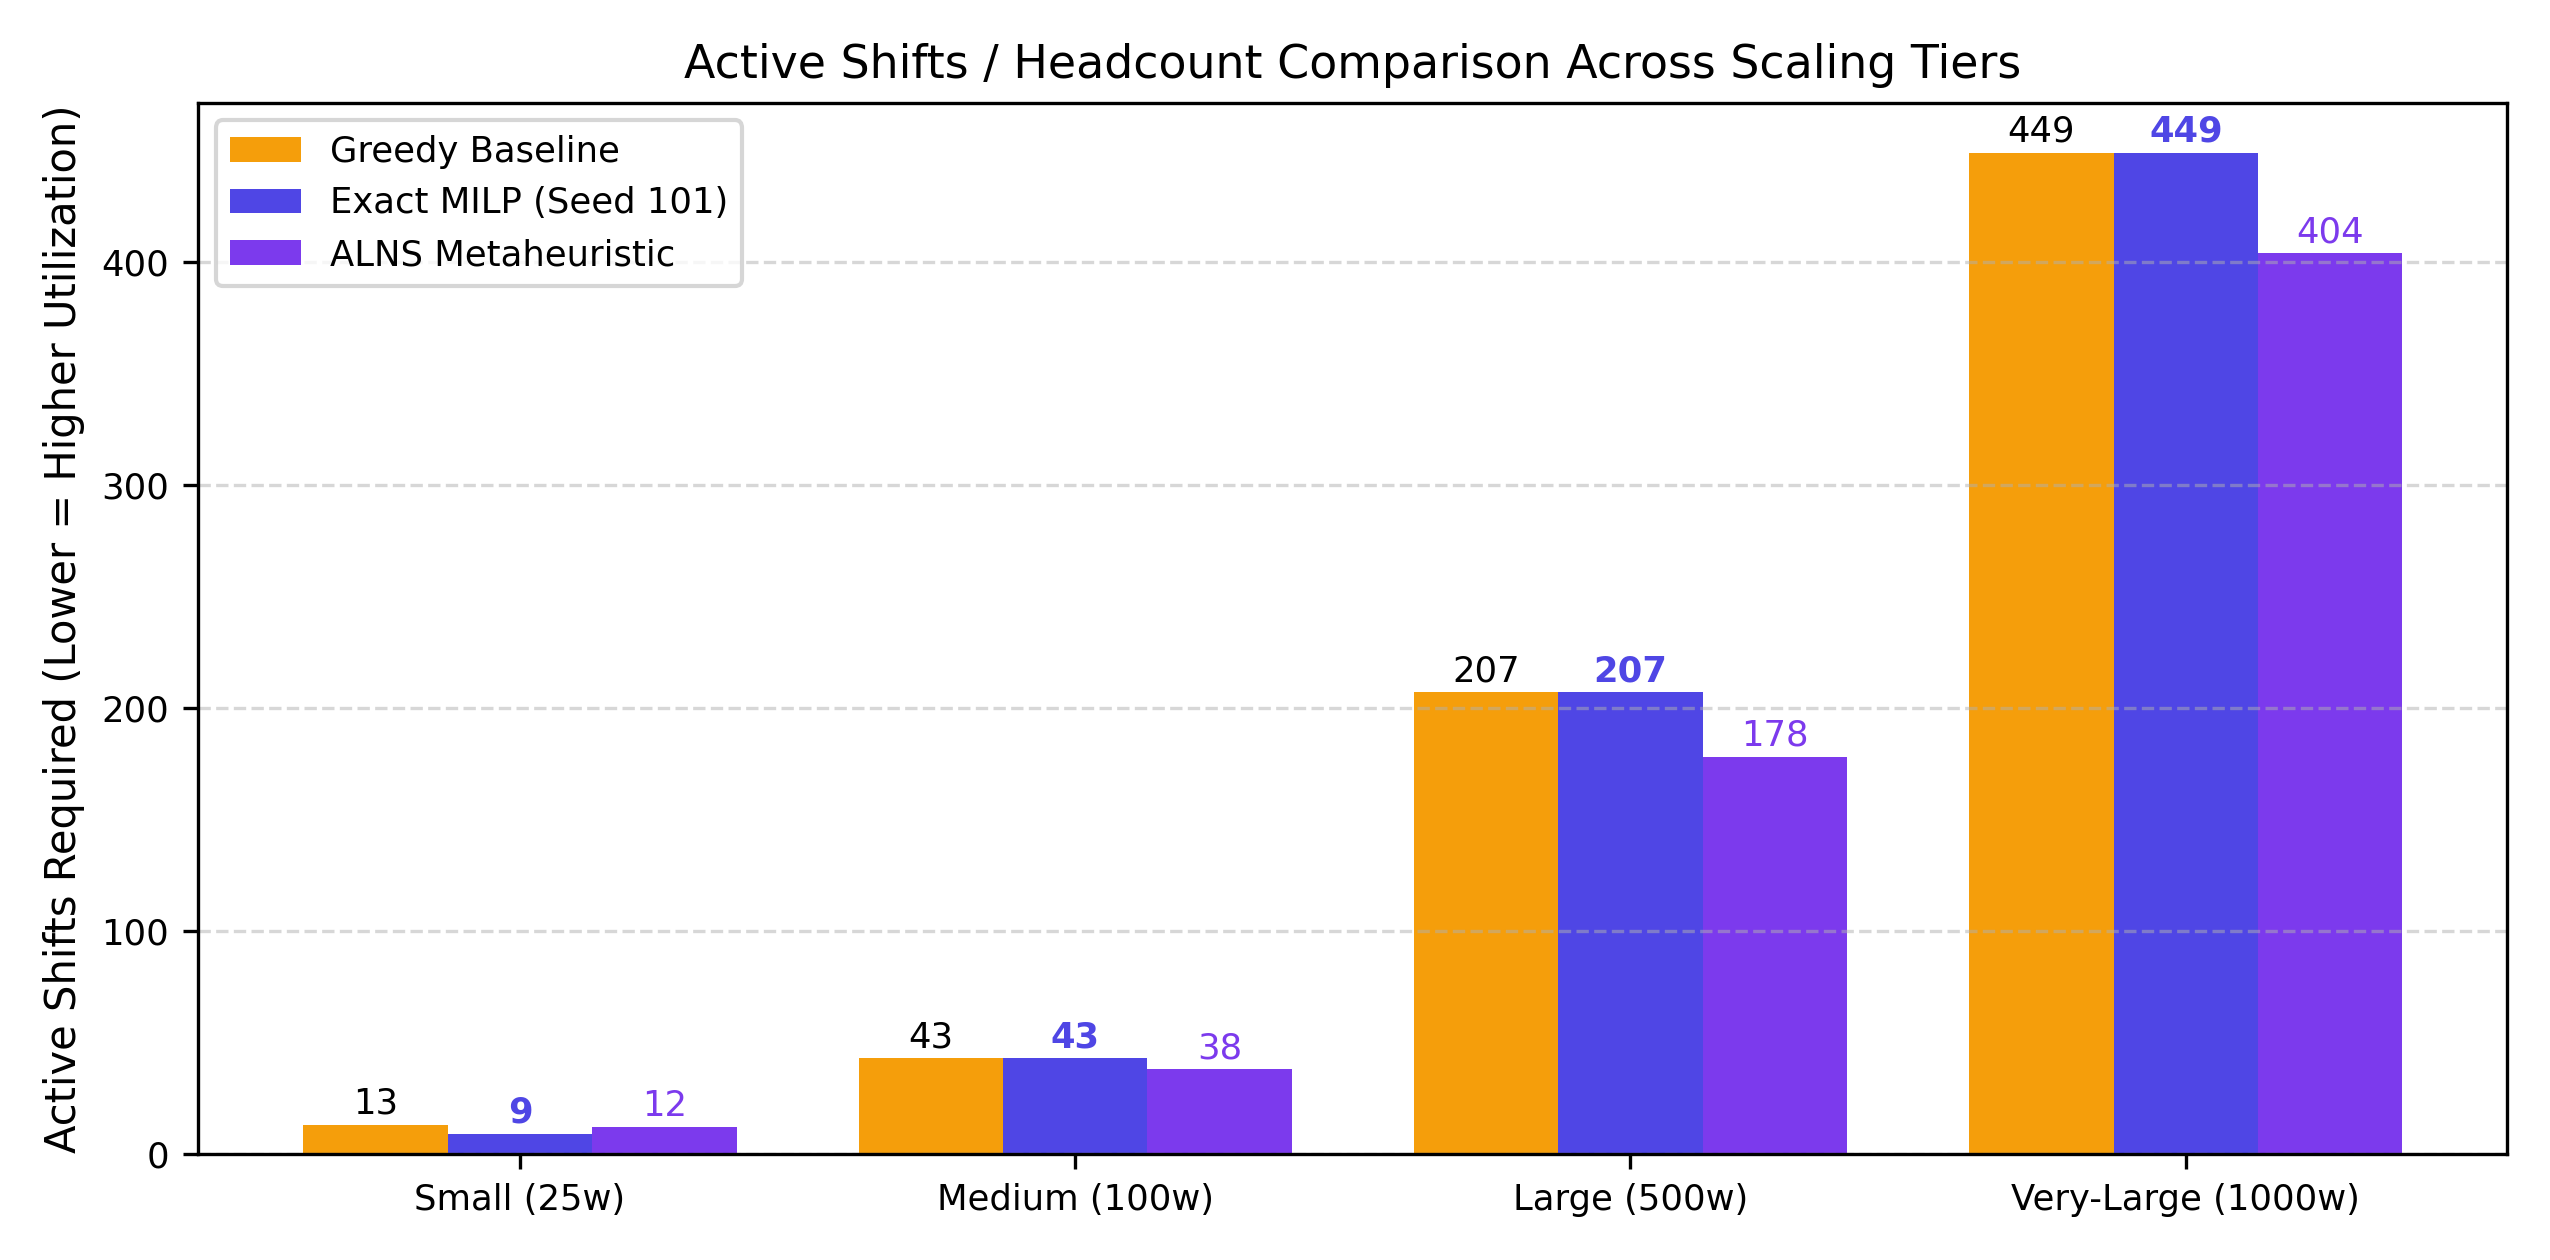 Active Shifts / Headcount Comparison Across Scaling Tiers
Active Shifts Required (Lower = Higher Utilization)
Greedy Baseline
Exact MILP (Seed 101)
ALNS Metaheuristic
400
300
200
100
0
13
9
12
43
43
38
207
207
178
449
449
404
Small (25w)
Medium (100w)
Large (500w)
Very-Large (1000w)